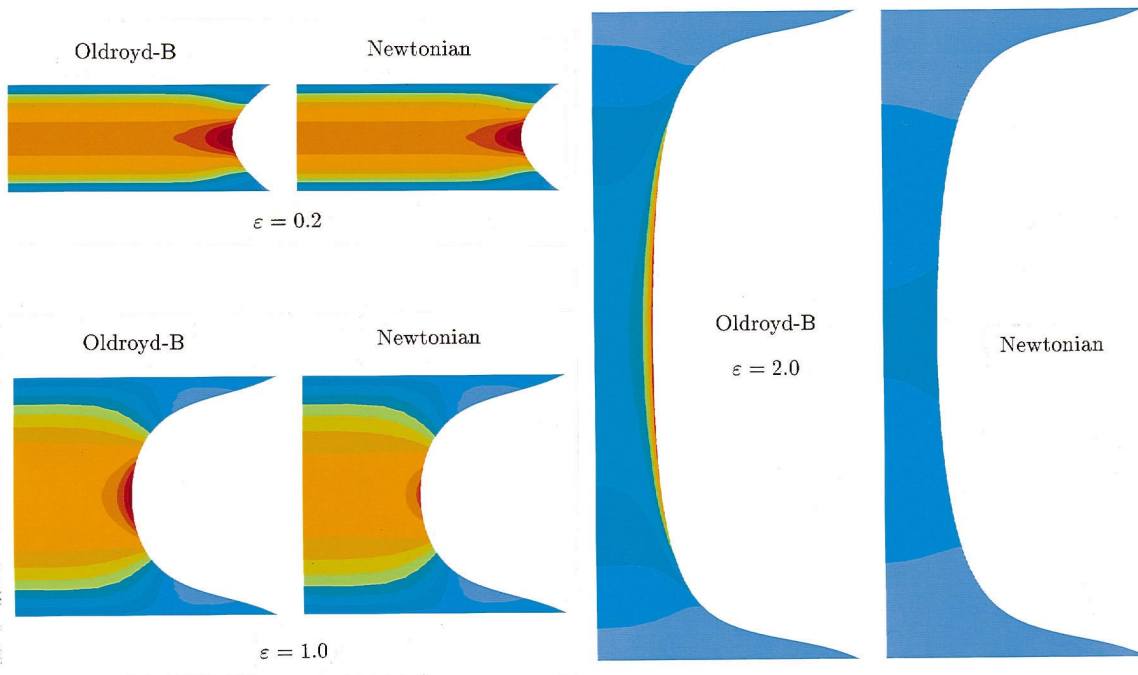 Oldroyd-B
Newtonian
ε = 0.2
Oldroyd-B
Newtonian
ε = 1.0
Oldroyd-B
ε = 2.0
Newtonian